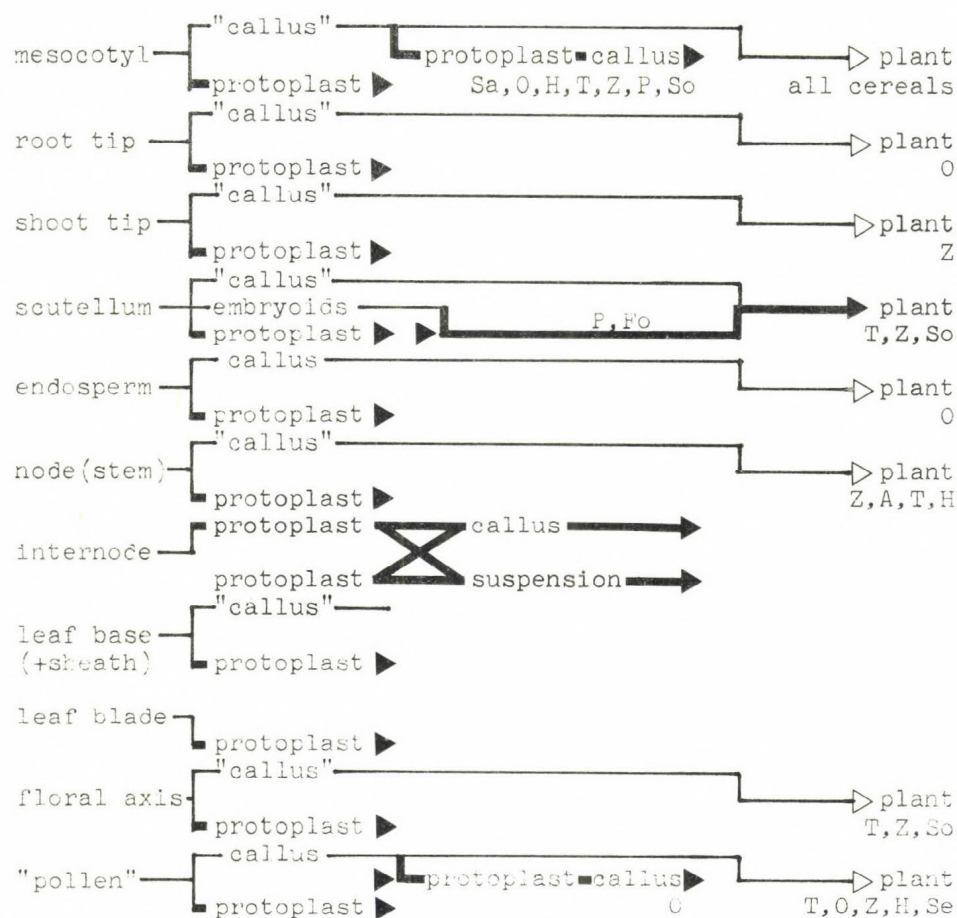 "callus"
mesocotyl protoplast callus plant
protoplast Sa,O,H,T,Z,P,So all cereals
"callus"
root tip plant
protoplast O
"callus"
shoot tip plant
protoplast Z
"callus"
scutellum embryoids plant
protoplast P,Fo T,Z,So
callus
endosperm plant
protoplast O
"callus"
node(stem) plant
protoplast Z,A,T,H
protoplast callus
internode
protoplast suspension
"callus"
leaf base
(+sheath) protoplast
leaf blade
protoplast
"callus"
floral axis plant
protoplast T,Z,So
callus
"pollen" protoplast callus plant
protoplast O T,O,Z,H,Se